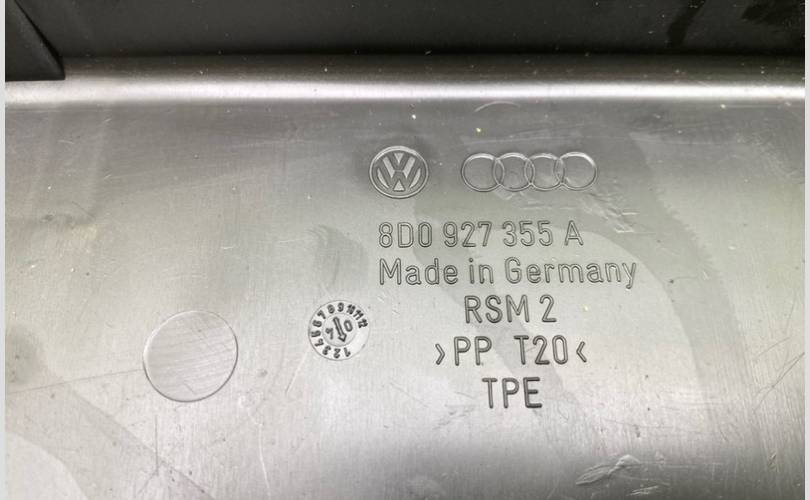 8D0 927 355 A
Made in Germany
RSM 2
>PP T20<
TPE